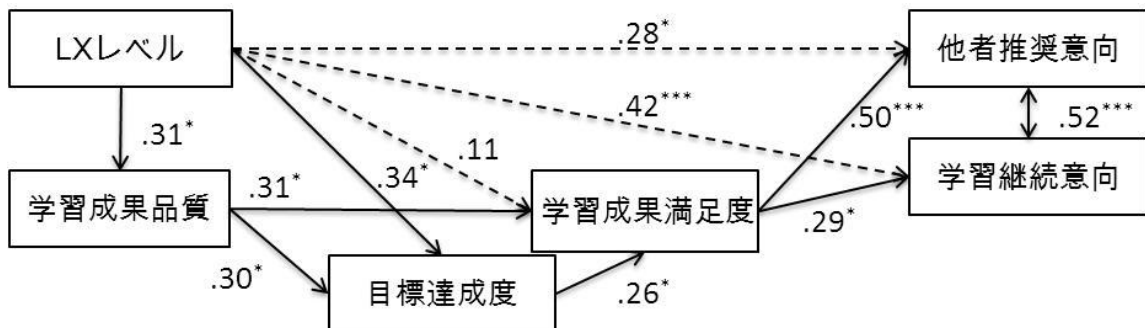 LXレベル
.28*
他者推奨意向
.42***
.50***
.52***
.31*
.11
学習継続意向
学習成果品質
.31*
.34*
学習成果満足度
.29*
.30*
目標達成度
.26*